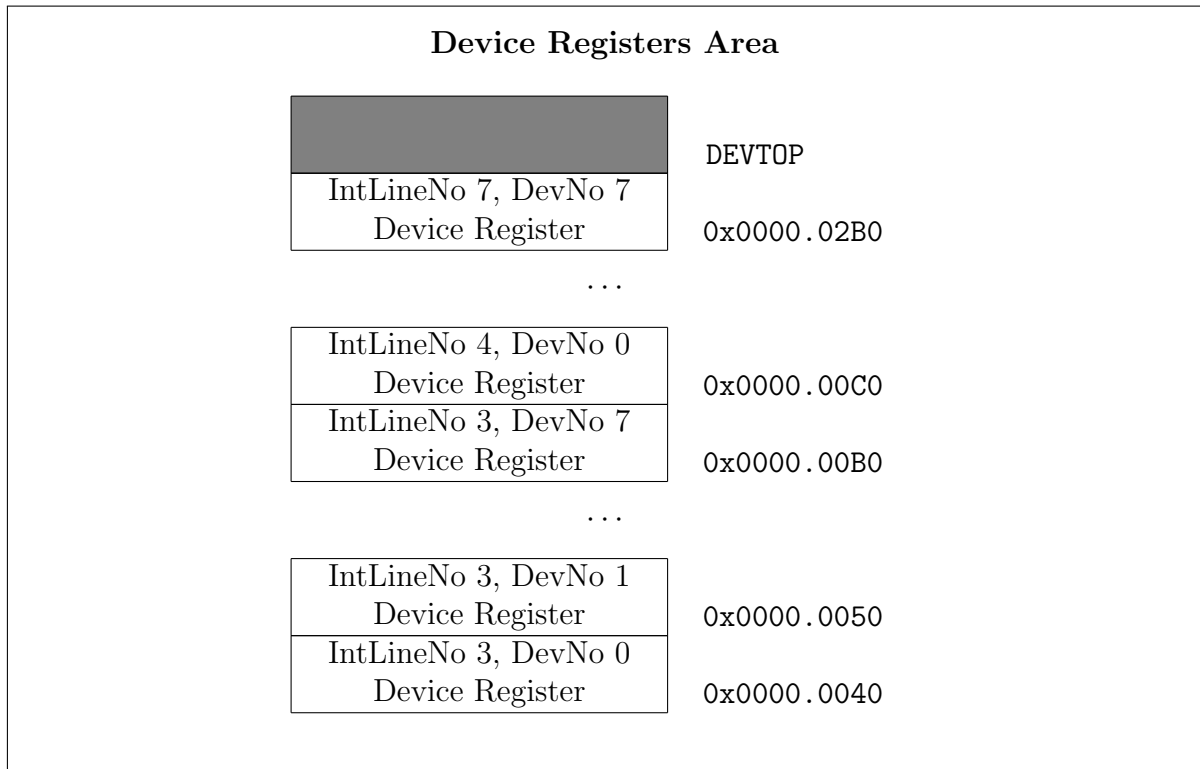 Device Registers Area
DEVTOP
IntLineNo 7, DevNo 7
Device Register 0x0000.02B0
...
IntLineNo 4, DevNo 0
Device Register 0x0000.00C0
IntLineNo 3, DevNo 7
Device Register 0x0000.00B0
...
IntLineNo 3, DevNo 1
Device Register 0x0000.0050
IntLineNo 3, DevNo 0
Device Register 0x0000.0040